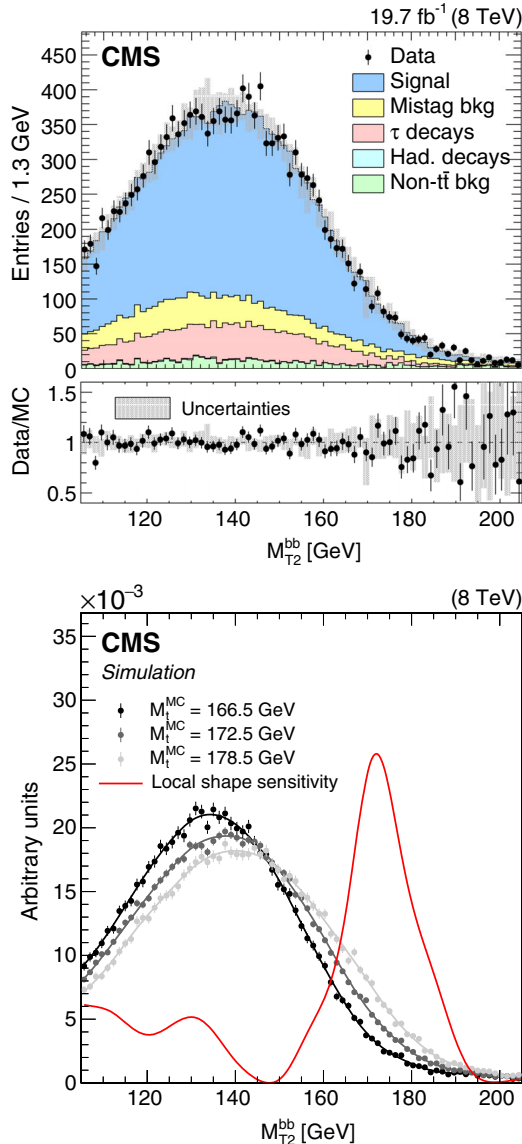 19.7 fb⁻¹ (8 TeV)
CMS
Data
Signal
Mistag bkg
τ decays
Had. decays
Non-tt̄ bkg
Entries / 1.3 GeV
450
400
350
300
250
200
150
100
50
0
Uncertainties
Data/MC
1.5
1
0.5
120 140 160 180 200
M_T2^bb [GeV]
×10⁻³ (8 TeV)
CMS
Simulation
M_t^MC = 166.5 GeV
M_t^MC = 172.5 GeV
M_t^MC = 178.5 GeV
Local shape sensitivity
Arbitrary units
35
30
25
20
15
10
5
0
120 140 160 180 200
M_T2^bb [GeV]